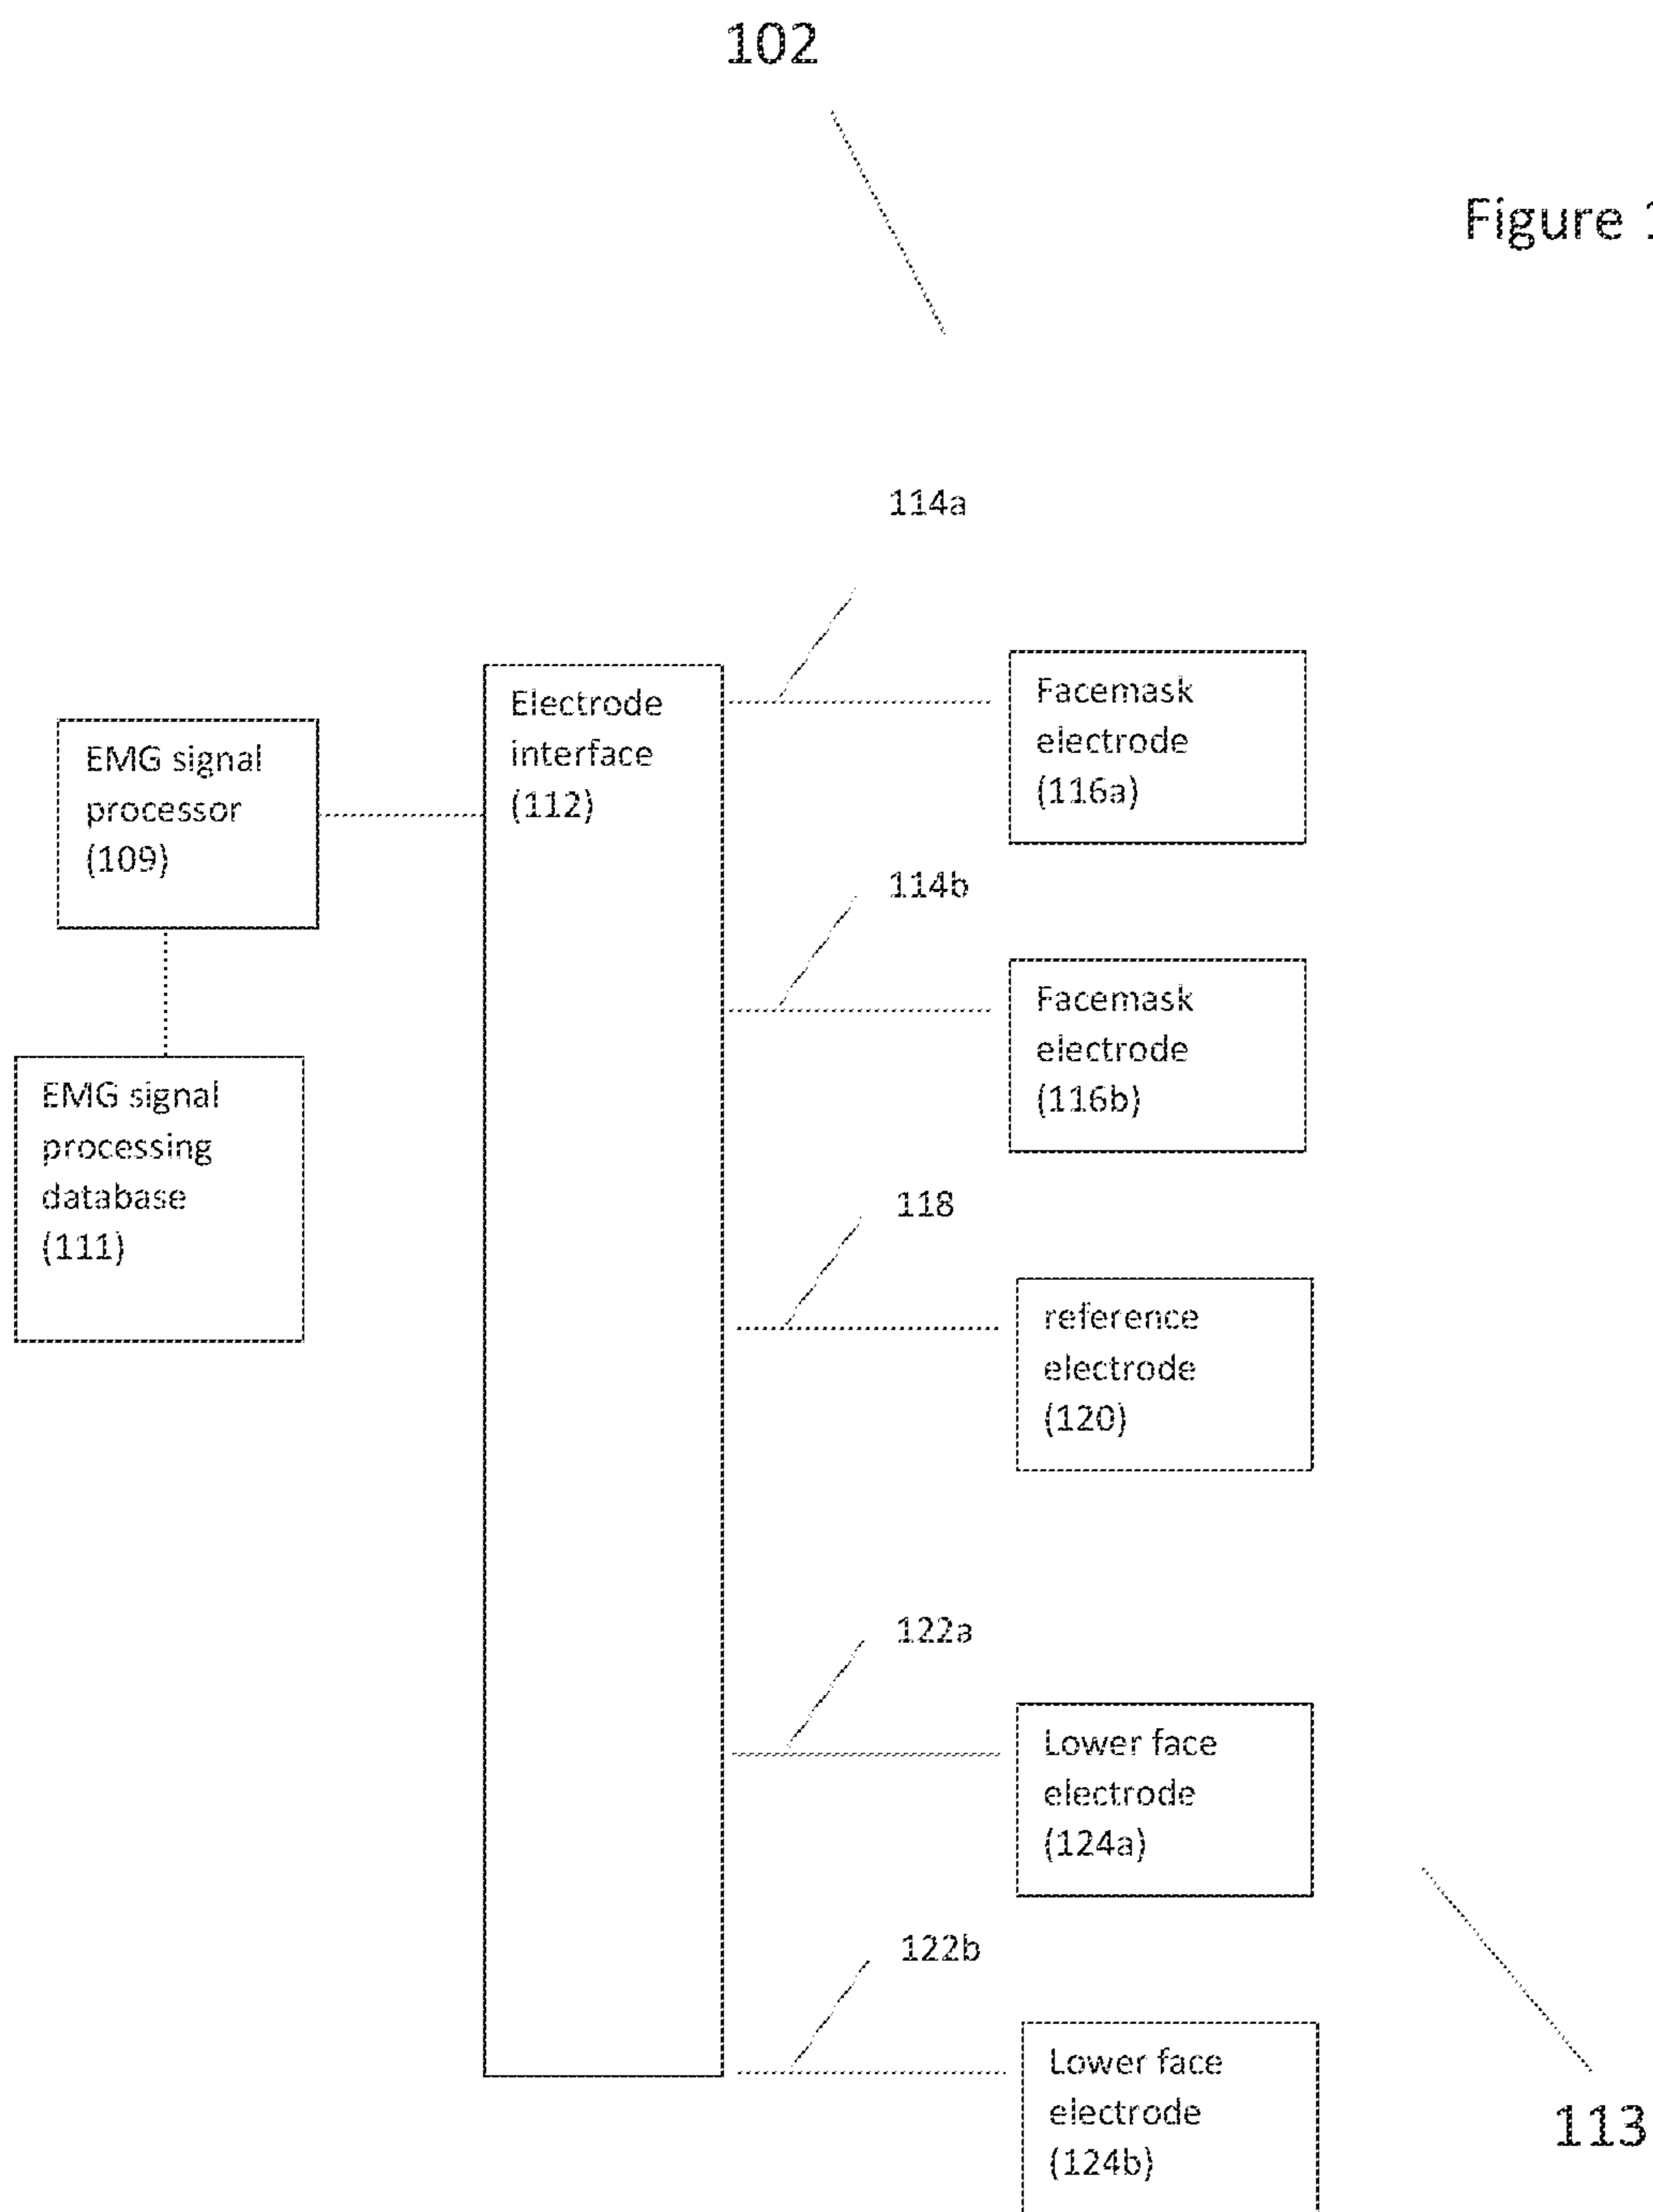 102
Figure 1
114a
Electrode
interface
(112)
Facemask
electrode
(116a)
EMG signal
processor
(109)
114b
Facemask
electrode
(116b)
EMG signal
processing
database
(111)
118
reference
electrode
(120)
122a
Lower face
electrode
(124a)
122b
Lower face
electrode
(124b)
113